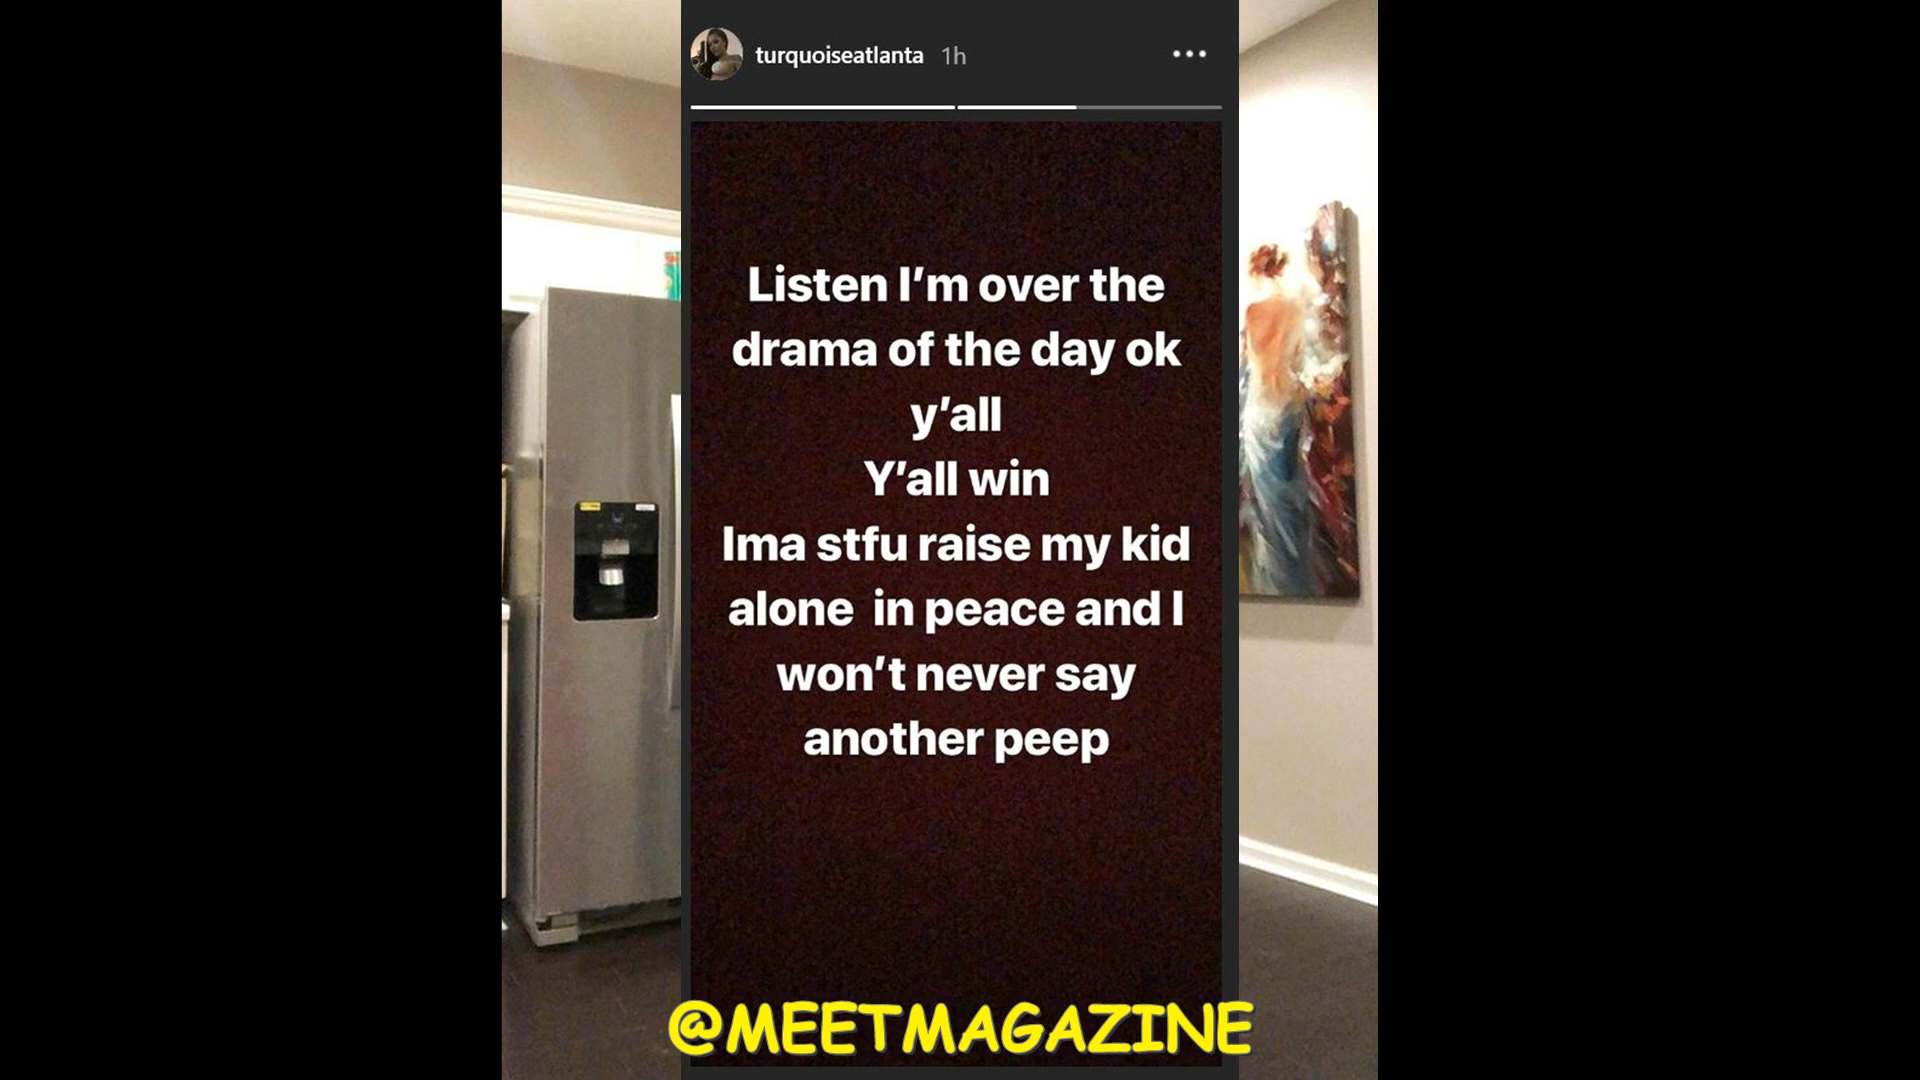 turquoiseatlanta 1h
Listen I’m over the
drama of the day ok
y’all
Y’all win
Ima stfu raise my kid
alone  in peace and I
won’t never say
another peep
@MEETMAGAZINE